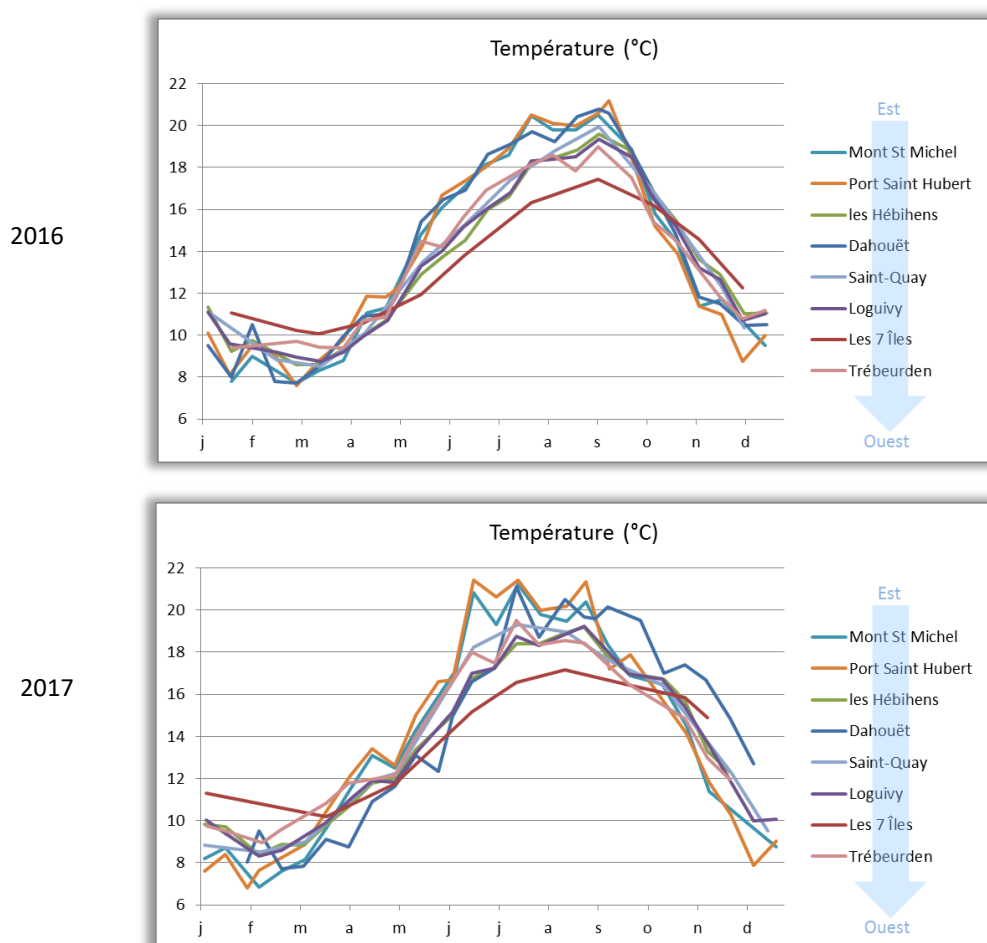 Température (°C)
22
20
18
16
14
12
10
8
6
j f m a m j j a s o n d
2016
Est
Mont St Michel
Port Saint Hubert
les Hébihens
Dahouët
Saint-Quay
Loguivy
Les 7 Îles
Trébeurden
Ouest
Température (°C)
22
20
18
16
14
12
10
8
6
j f m a m j j a s o n d
2017
Est
Mont St Michel
Port Saint Hubert
les Hébihens
Dahouët
Saint-Quay
Loguivy
Les 7 Îles
Trébeurden
Ouest